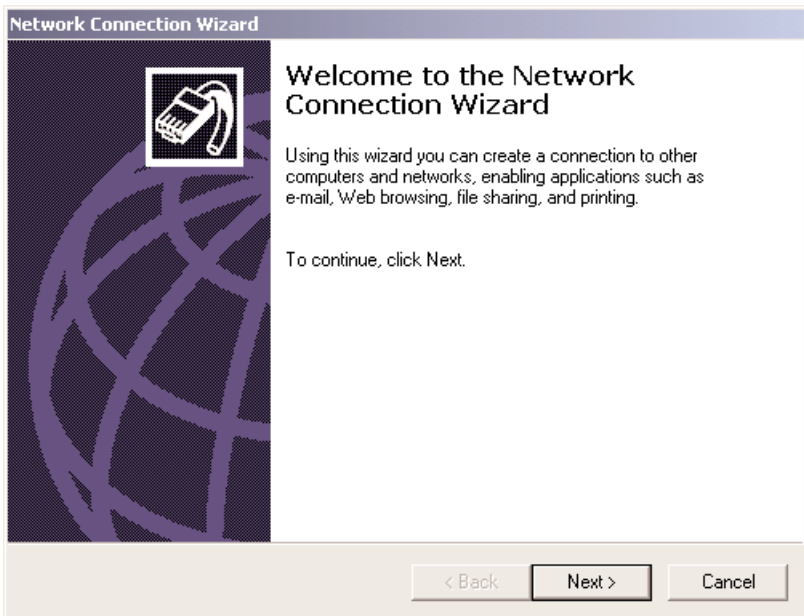 Network Connection Wizard
Welcome to the Network
Connection Wizard
Using this wizard you can create a connection to other
computers and networks, enabling applications such as
e-mail, Web browsing, file sharing, and printing.
To continue, click Next.
< Back Next > Cancel